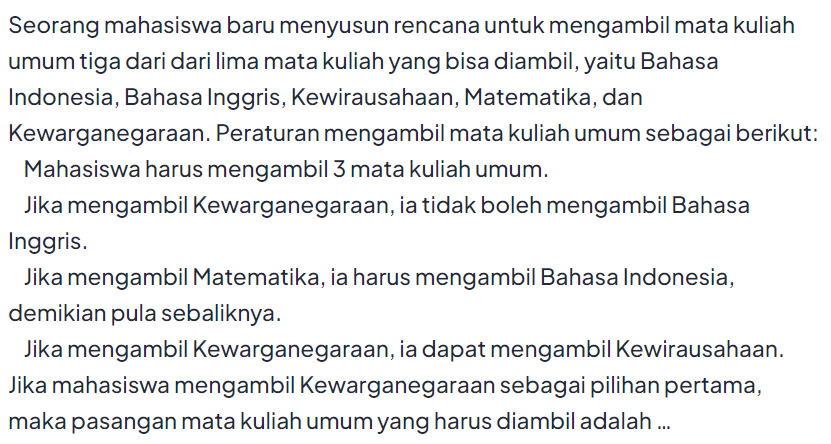 Seorang mahasiswa baru menyusun rencana untuk mengambil mata kuliah
umum tiga dari dari lima mata kuliah yang bisa diambil, yaitu Bahasa
Indonesia, Bahasa Inggris, Kewirausahaan, Matematika, dan
Kewarganegaraan. Peraturan mengambil mata kuliah umum sebagai berikut:
Mahasiswa harus mengambil 3 mata kuliah umum.
Jika mengambil Kewarganegaraan, ia tidak boleh mengambil Bahasa
Inggris.
Jika mengambil Matematika, ia harus mengambil Bahasa Indonesia,
demikian pula sebaliknya.
Jika mengambil Kewarganegaraan, ia dapat mengambil Kewirausahaan.
Jika mahasiswa mengambil Kewarganegaraan sebagai pilihan pertama,
maka pasangan mata kuliah umum yang harus diambil adalah ...